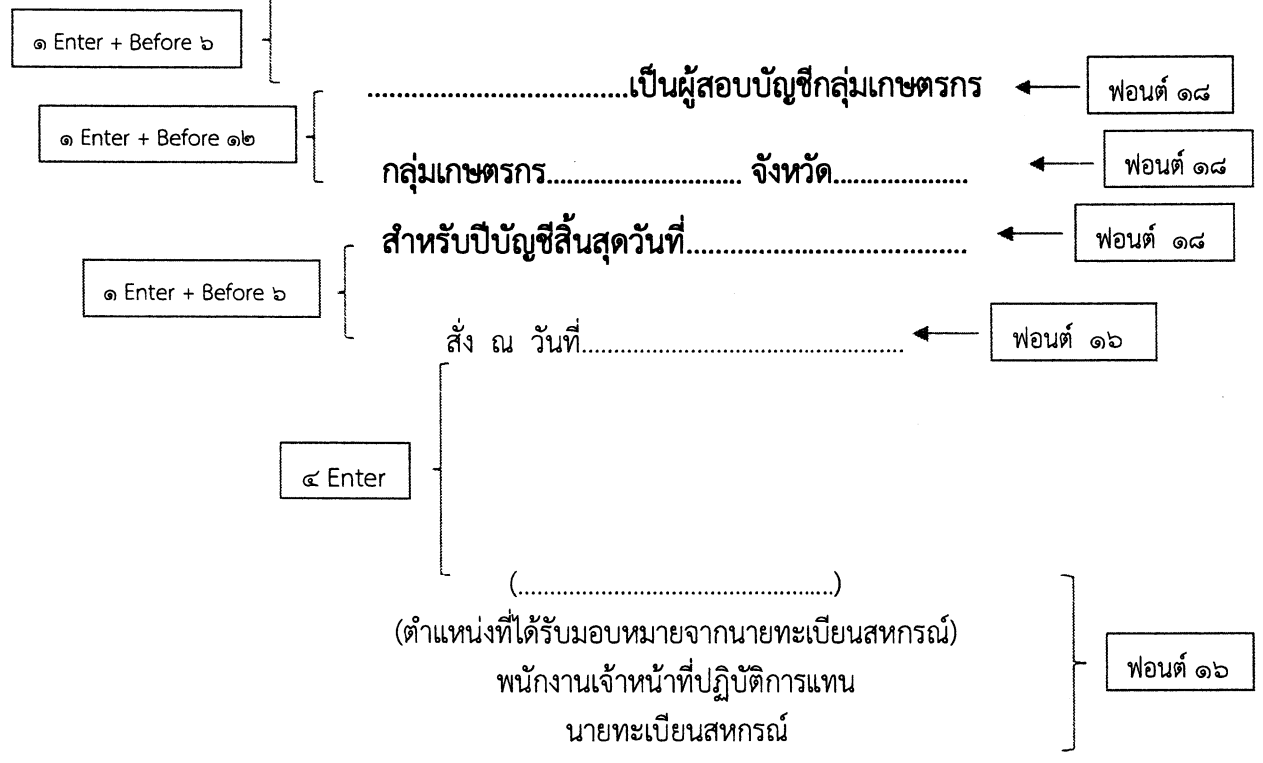 ๑ Enter + Before ๖
..................................เป็นผู้สอบบัญชีกลุ่มเกษตรกร
ฟอนต์ ๑๘
๑ Enter + Before ๑๒
กลุ่มเกษตรกร............................ จังหวัด....................
ฟอนต์ ๑๘
สำหรับปีบัญชีสิ้นสุดวันที่..................................
ฟอนต์ ๑๘
๑ Enter + Before ๖
สั่ง ณ วันที่..................................................
ฟอนต์ ๑๖
๔ Enter
(..................................................)
(ตำแหน่งที่ได้รับมอบหมายจากนายทะเบียนสหกรณ์)
พนักงานเจ้าหน้าที่ปฏิบัติการแทน
ฟอนต์ ๑๖
นายทะเบียนสหกรณ์